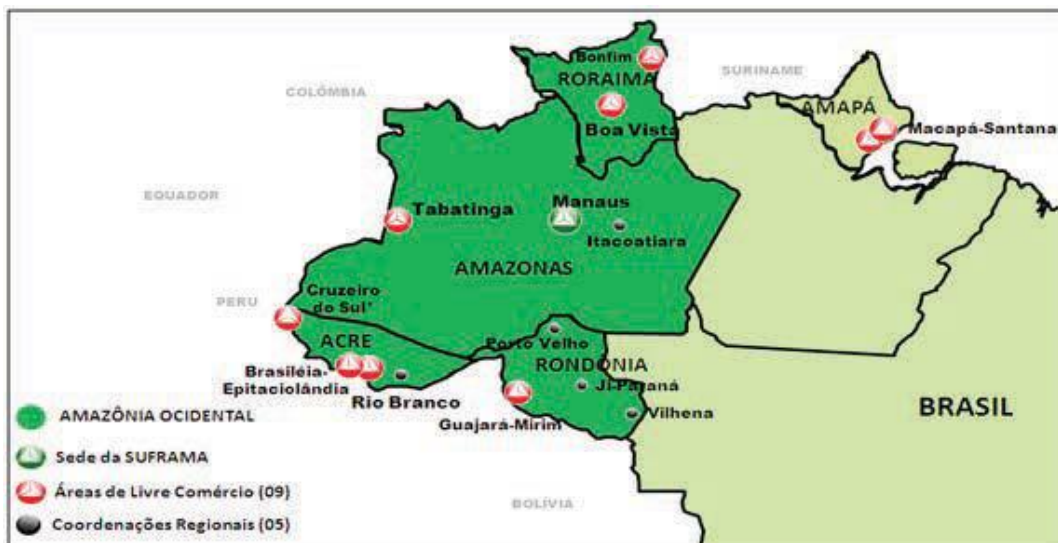 Bonfim
RORAIMA
SURINAME
COLÔMBIA
AMAPÁ
Macapá-Santana
Boa Vista
EQUADOR
Tabatinga
Manaus
Itacoatiara
AMAZONAS
PERU
Cruzeiro
do Sul*
Porto Velho
ACRE
RONDÔNIA
Brasiléia-
Epitaciolândia
Ji-Paraná
Rio Branco
Vilhena
BRASIL
Guajará-Mirim
AMAZÔNIA OCIDENTAL
Sede da SUFRAMA
Áreas de Livre Comércio (09)
BOLÍVIA
Coordenações Regionais (05)